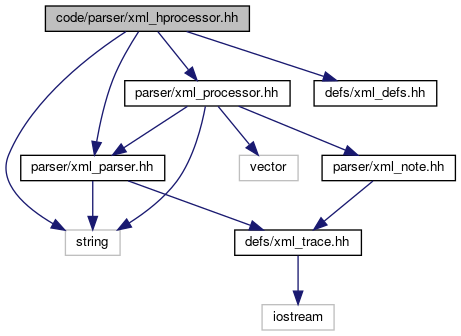 code/parser/xml_hprocessor.hh
parser/xml_processor.hh
defs/xml_defs.hh
parser/xml_parser.hh
vector
parser/xml_note.hh
string
defs/xml_trace.hh
iostream